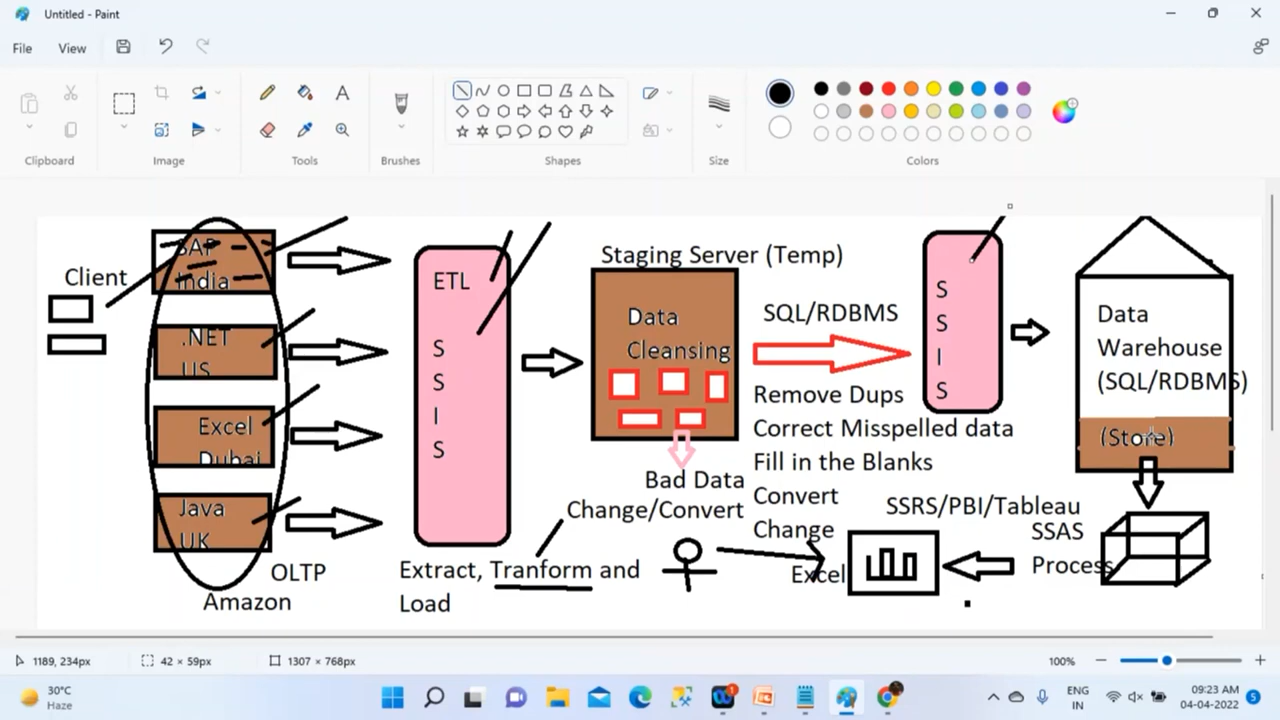 Untitled - Paint
File
View
Clipboard
Image
Tools
Brushes
Shapes
Size
Colors
Client
SAP
India
.NET
US
Excel
Dubai
Java
UK
OLTP
Amazon
ETL
S
S
I
S
Extract, Tranform and
Load
Staging Server (Temp)
Data
Cleansing
Bad Data
Change/Convert
SQL/RDBMS
Remove Dups
Correct Misspelled data
Fill in the Blanks
Convert
Change
Excel
S
S
I
S
Data
Warehouse
(SQL/RDBMS)
(Store)
SSRS/PBI/Tableau
SSAS
Process
1189, 234px
42 × 59px
1307 × 768px
100%
30°C
Haze
ENG
IN
09:23 AM
04-04-2022
5
1